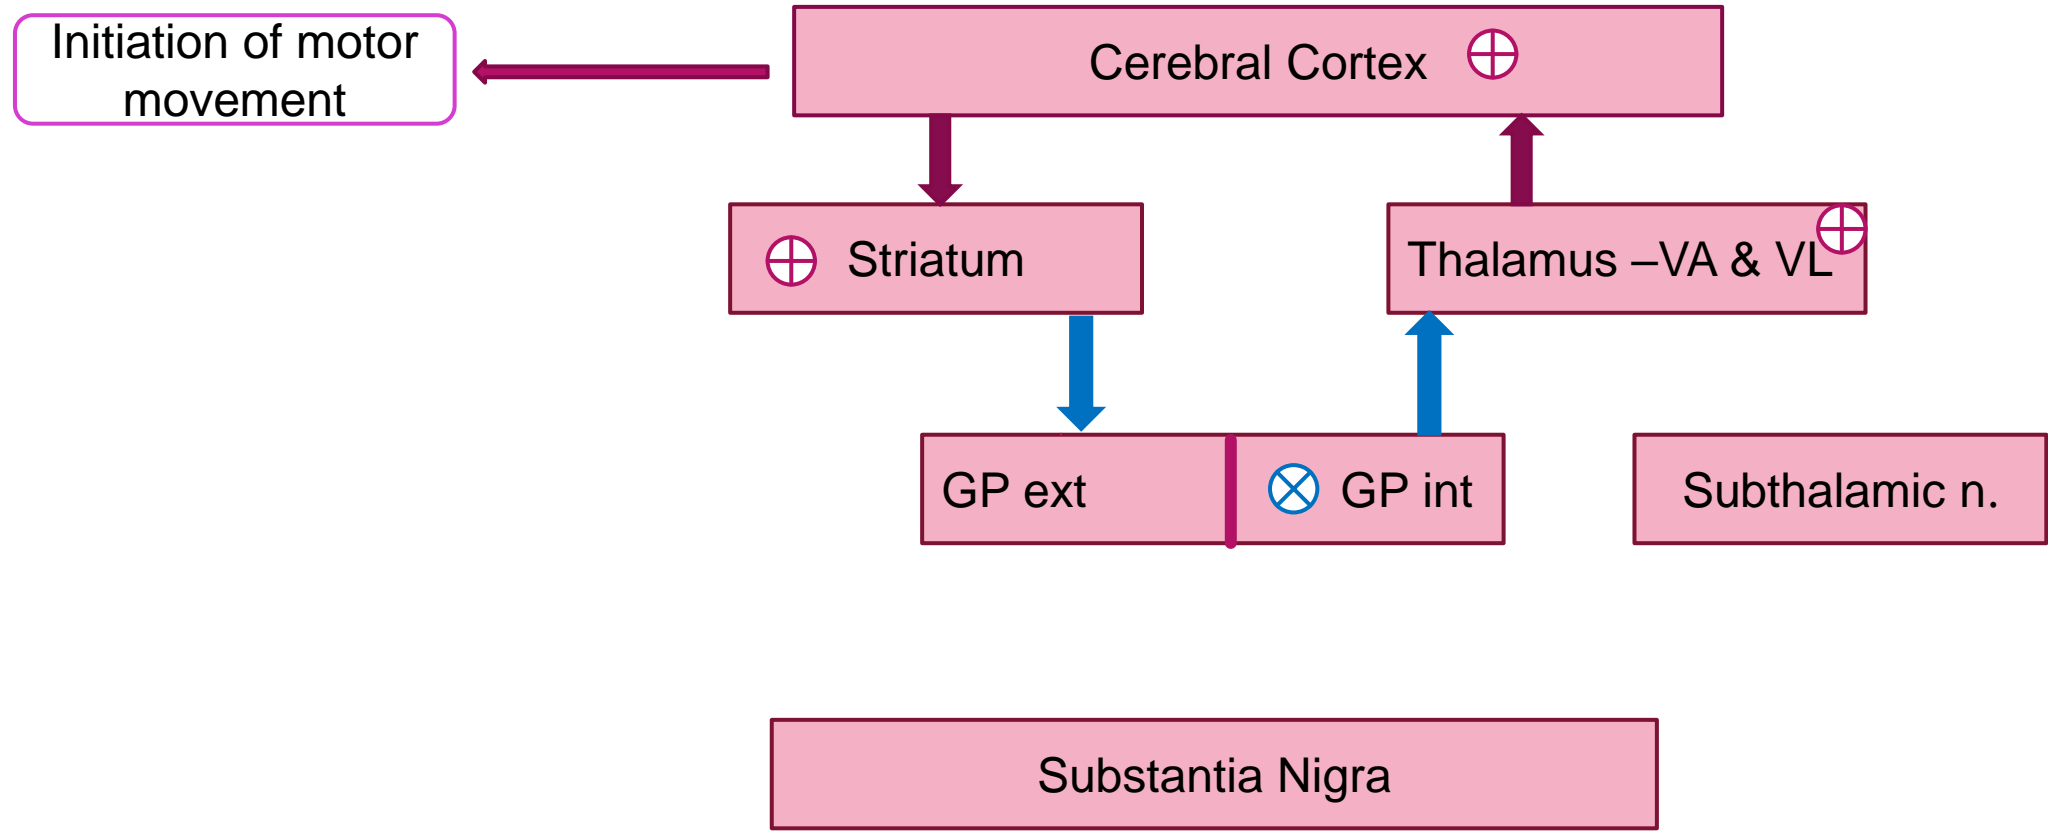 Initiation of motor
movement
Cerebral Cortex
Striatum
Thalamus –VA & VL
GP ext
GP int
Subthalamic n.
Substantia Nigra